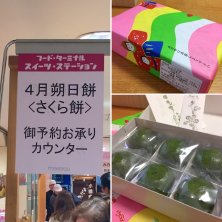 フード・ターミナル
スイーツ・ステーション
4月朔日餅
<さくら餅>
御予約お承り
カウンター